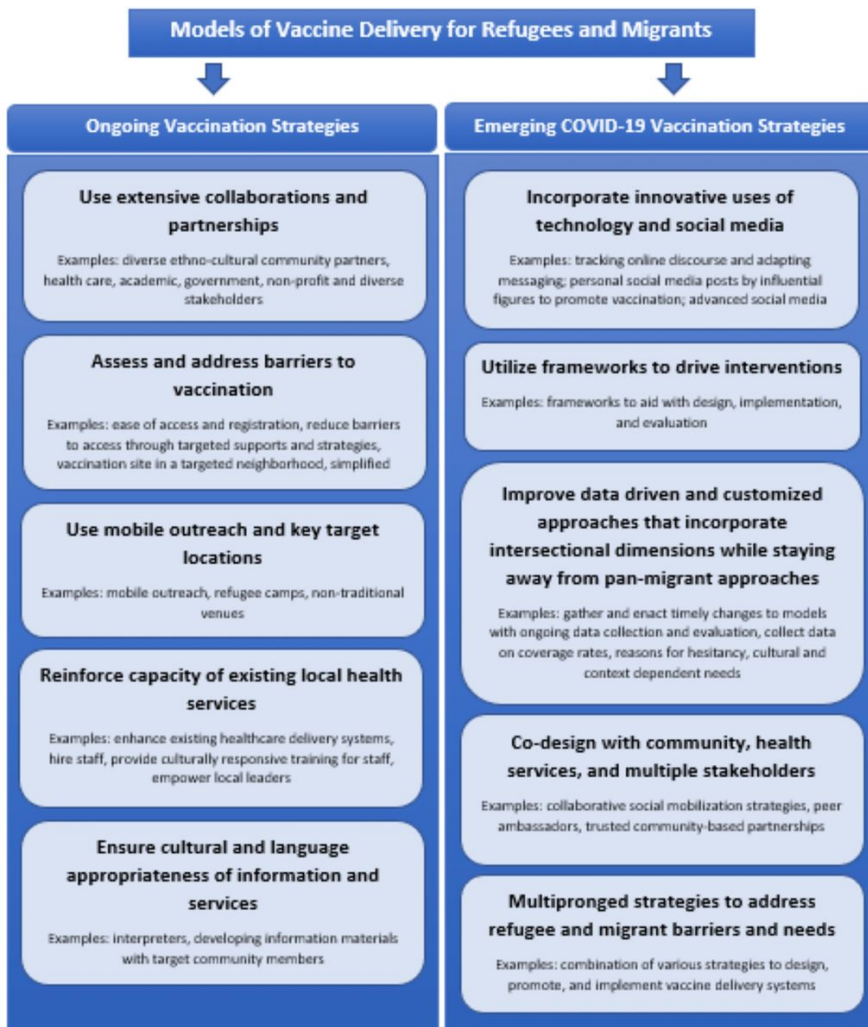 Models of Vaccine Delivery for Refugees and Migrants
Ongoing Vaccination Strategies
Use extensive collaborations and
partnerships
Examples: diverse ethno-cultural community partners,
health care, academic, government, non-profit and diverse
stakeholders
Assess and address barriers to
vaccination
Examples: ease of access and registration, reduce barriers
to access through targeted supports and strategies,
vaccination site in a targeted neighborhood, simplified
Use mobile outreach and key target
locations
Examples: mobile outreach, refugee camps, non-traditional
venues
Reinforce capacity of existing local health
services
Examples: enhance existing healthcare delivery systems,
hire staff, provide culturally responsive training for staff,
empower local leaders
Ensure cultural and language
appropriateness of information and
services
Examples: interpreters, developing information materials
with target community members
Emerging COVID-19 Vaccination Strategies
Incorporate innovative uses of
technology and social media
Examples: tracking online discourse and adapting
messaging; personal social media posts by influential
figures to promote vaccination; advanced social media
Utilize frameworks to drive interventions
Examples: frameworks to aid with design, implementation,
and evaluation
Improve data driven and customized
approaches that incorporate
intersectional dimensions while staying
away from pan-migrant approaches
Examples: gather and enact timely changes to models
with ongoing data collection and evaluation, collect data
on coverage rates, reasons for hesitancy, cultural and
context dependent needs
Co-design with community, health
services, and multiple stakeholders
Examples: collaborative social mobilization strategies, peer
ambassadors, trusted community-based partnerships
Multipronged strategies to address
refugee and migrant barriers and needs
Examples: combination of various strategies to design,
promote, and implement vaccine delivery systems